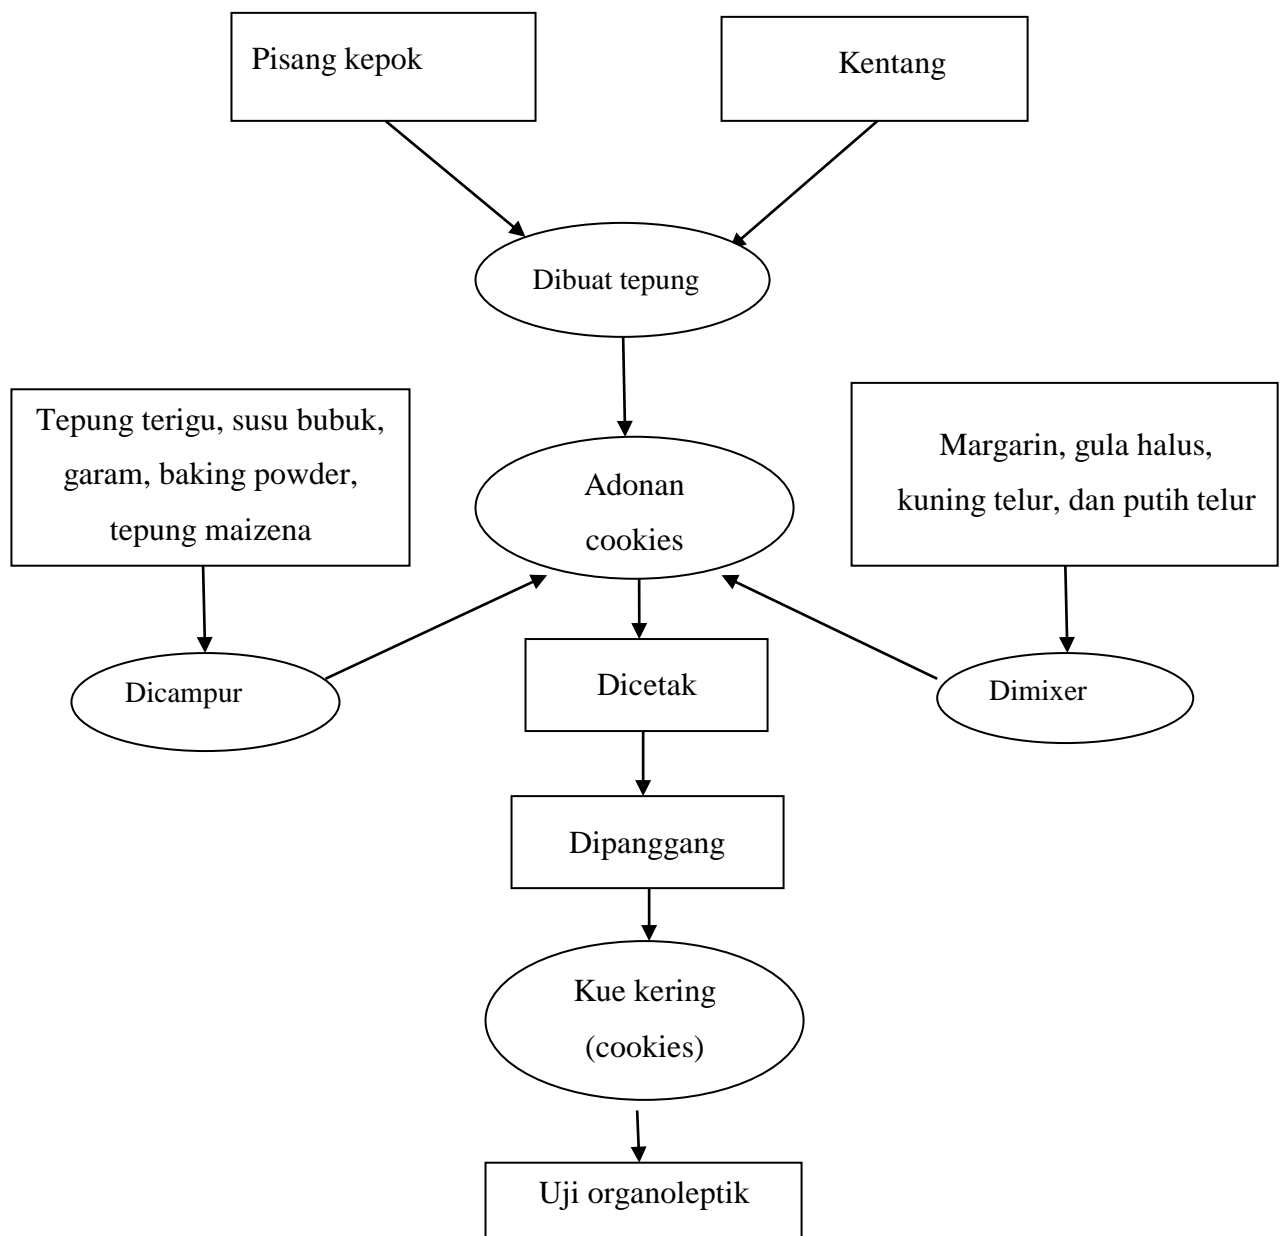 Pisang kepok
Kentang
Dibuat tepung
Tepung terigu, susu bubuk,
garam, baking powder,
tepung maizena
Adonan
cookies
Margarin, gula halus,
kuning telur, dan putih telur
Dicampur
Dicetak
Dimixer
Dipanggang
Kue kering
(cookies)
Uji organoleptik